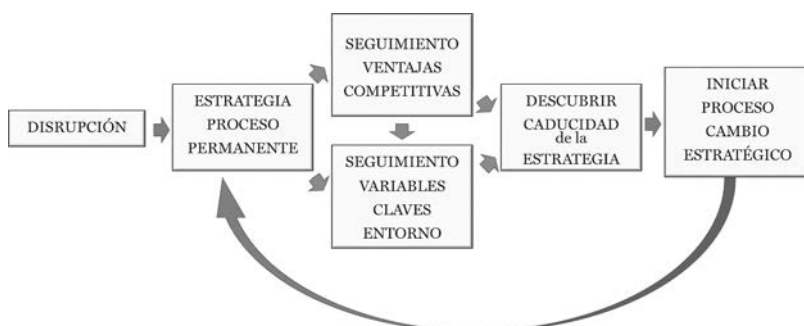 DISRUPCIÓN
ESTRATEGIA
PROCESO
PERMANENTE
SEGUIMIENTO
VENTAJAS
COMPETITIVAS
SEGUIMIENTO
VARIABLES
CLAVES
ENTORNO
DESCUBRIR
CADUCIDAD
de la
ESTRATEGIA
INICIAR
PROCESO
CAMBIO
ESTRATÉGICO